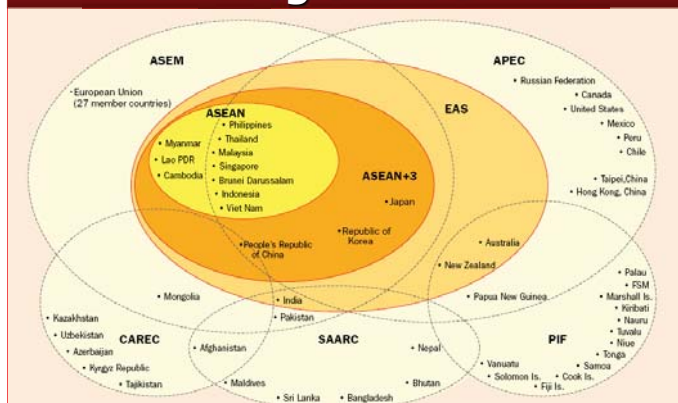 ASEM
APEC
• European Union
(27 member countries)
• Russian Federation
• Canada
• United States
• Mexico
• Peru
• Chile
• Taipei,China
• Hong Kong, China
EAS
ASEAN
• Philippines
• Thailand
• Malaysia
• Singapore
• Brunei Darussalam
• Indonesia
• Viet Nam
• Myanmar
• Lao PDR
• Cambodia
ASEAN+3
• Japan
• Republic of
Korea
• People's Republic
of China
• Australia
• New Zealand
• Papua New Guinea
• Mongolia
• India
• Pakistan
• Kazakhstan
• Uzbekistan
• Azerbaijan
• Kyrgyz Republic
• Tajikistan
CAREC
• Afghanistan
SAARC
• Nepal
• Maldives
• Sri Lanka
• Bangladesh
• Bhutan
PIF
• Palau
• FSM
• Marshall Is.
• Kiribati
• Nauru
• Tuvalu
• Niue
• Tonga
• Samoa
• Cook Is.
• Fiji Is.
• Solomon Is.
• Vanuatu